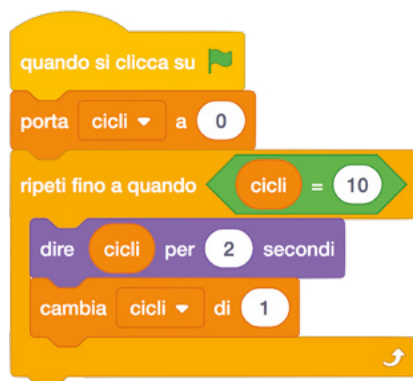 quando si clicca su
porta cicli a 0
ripeti fino a quando cicli = 10
dire cicli per 2 secondi
cambia cicli di 1